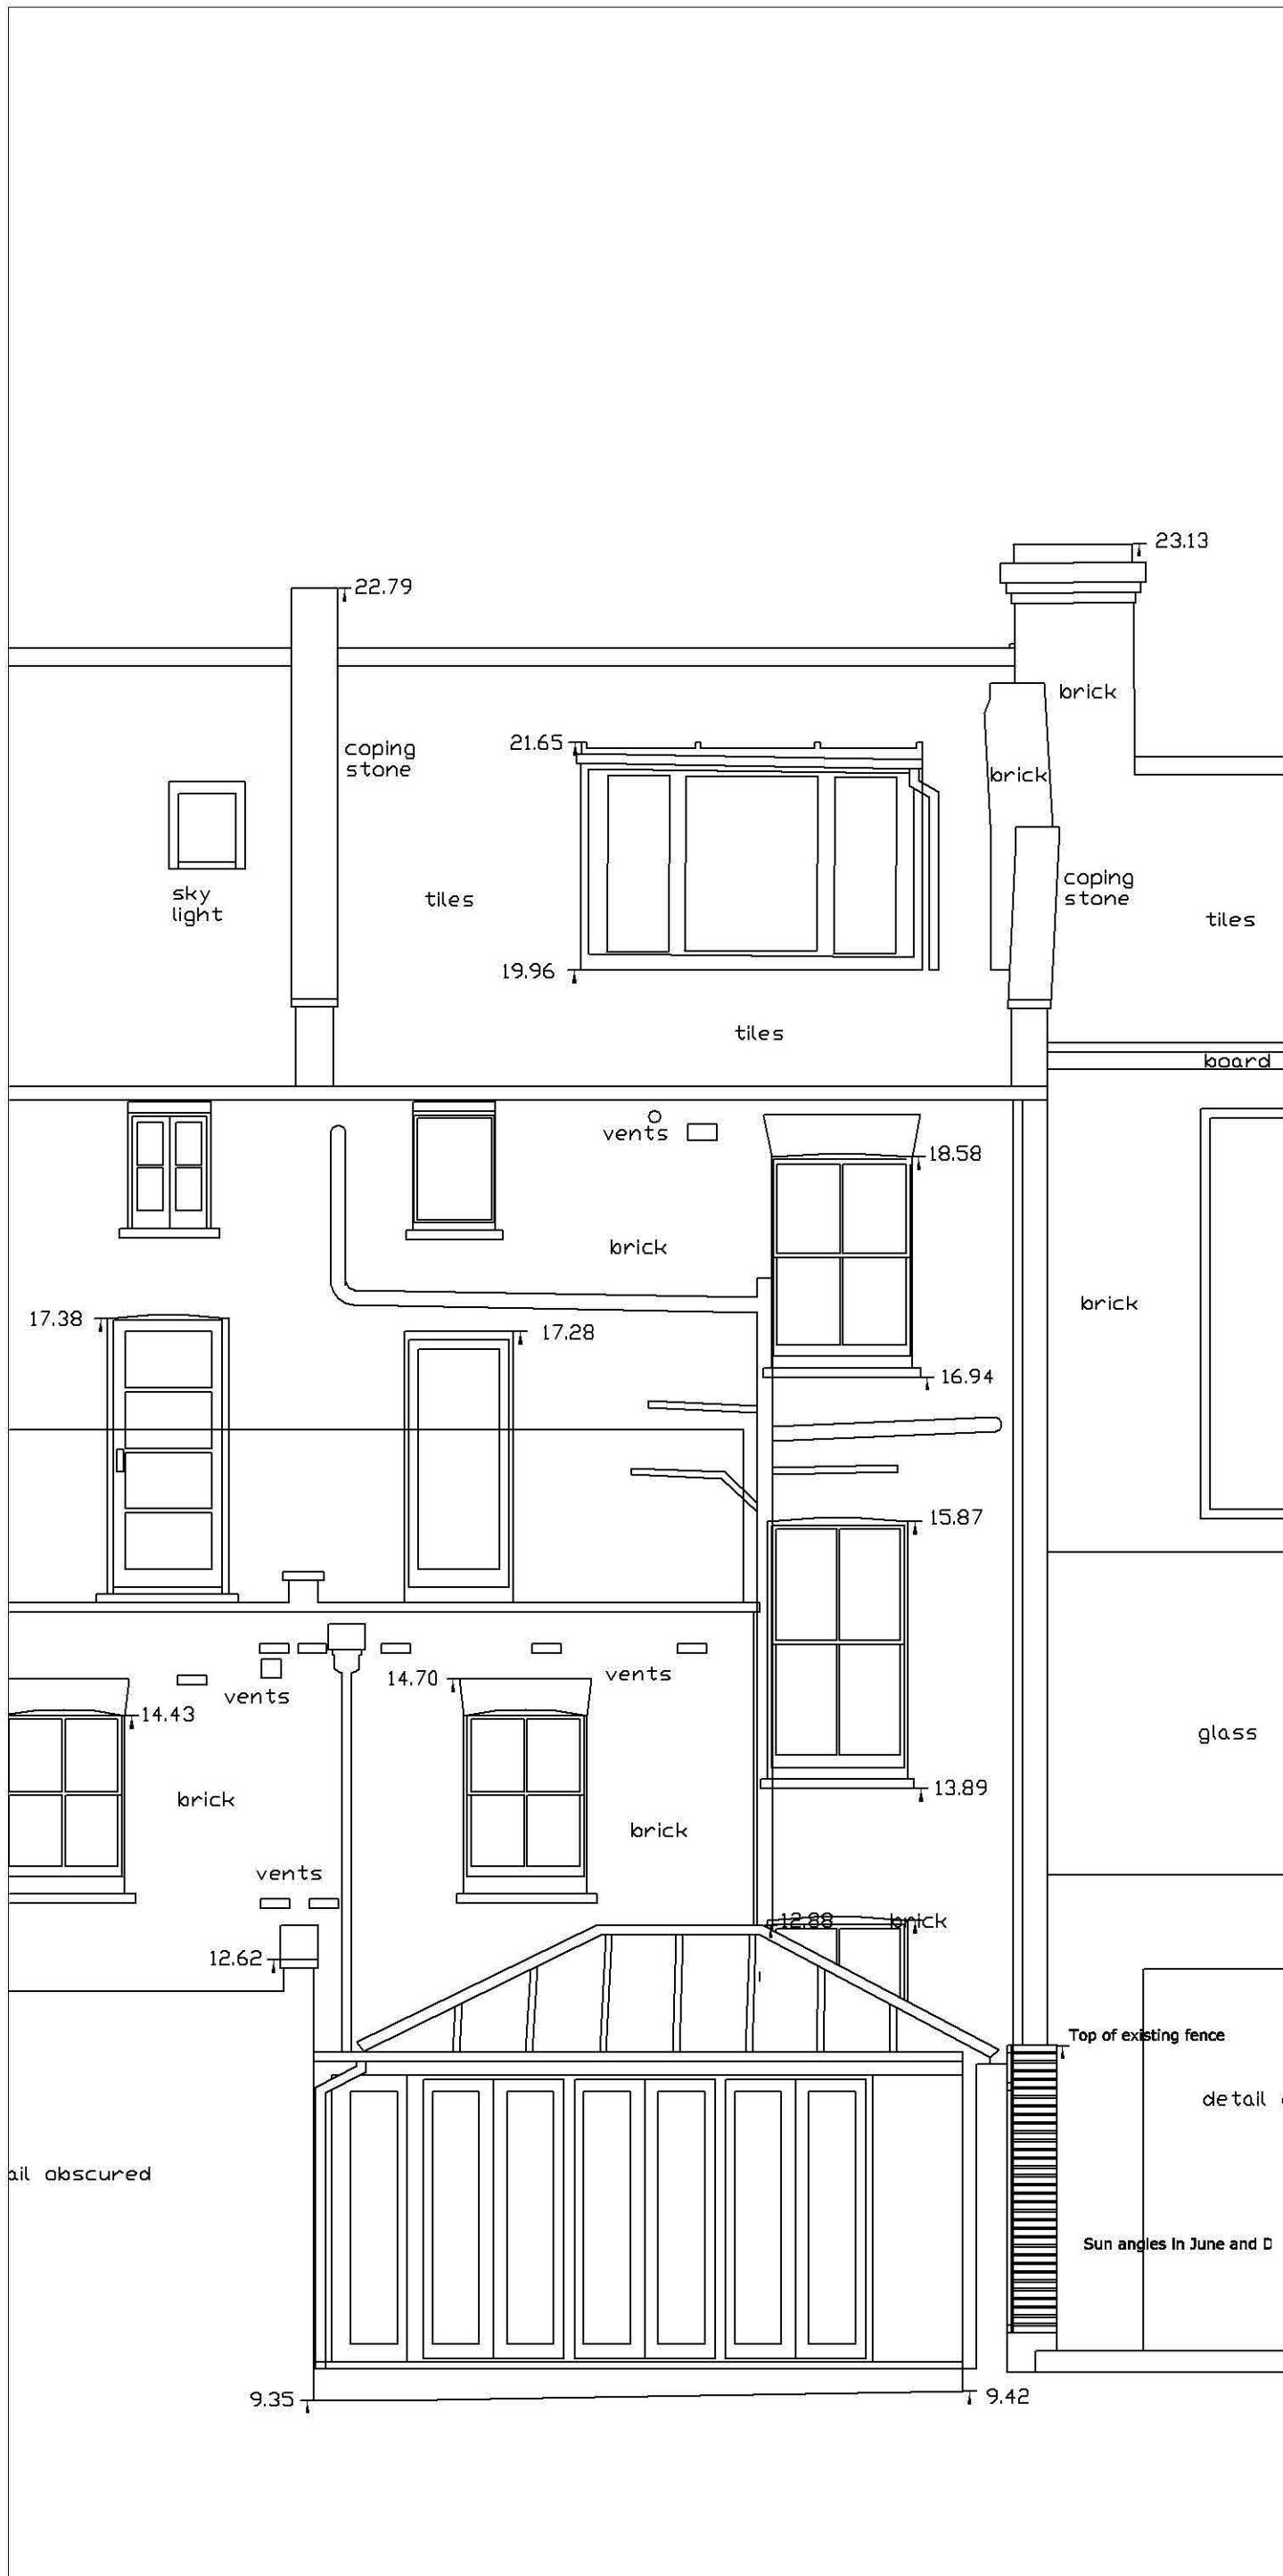 23.13
22.79
brick
21.65
coping
stone
brick
sky
light
tiles
coping
stone
tiles
19.96
tiles
board
vents
18.58
brick
brick
17.38
17.28
16.94
15.87
vents
14.70
vents
14.43
glass
13.89
brick
brick
vents
12.88
brick
12.62
Top of existing fence
detail
ail obscured
Sun angles in June and D
9.35
9.42